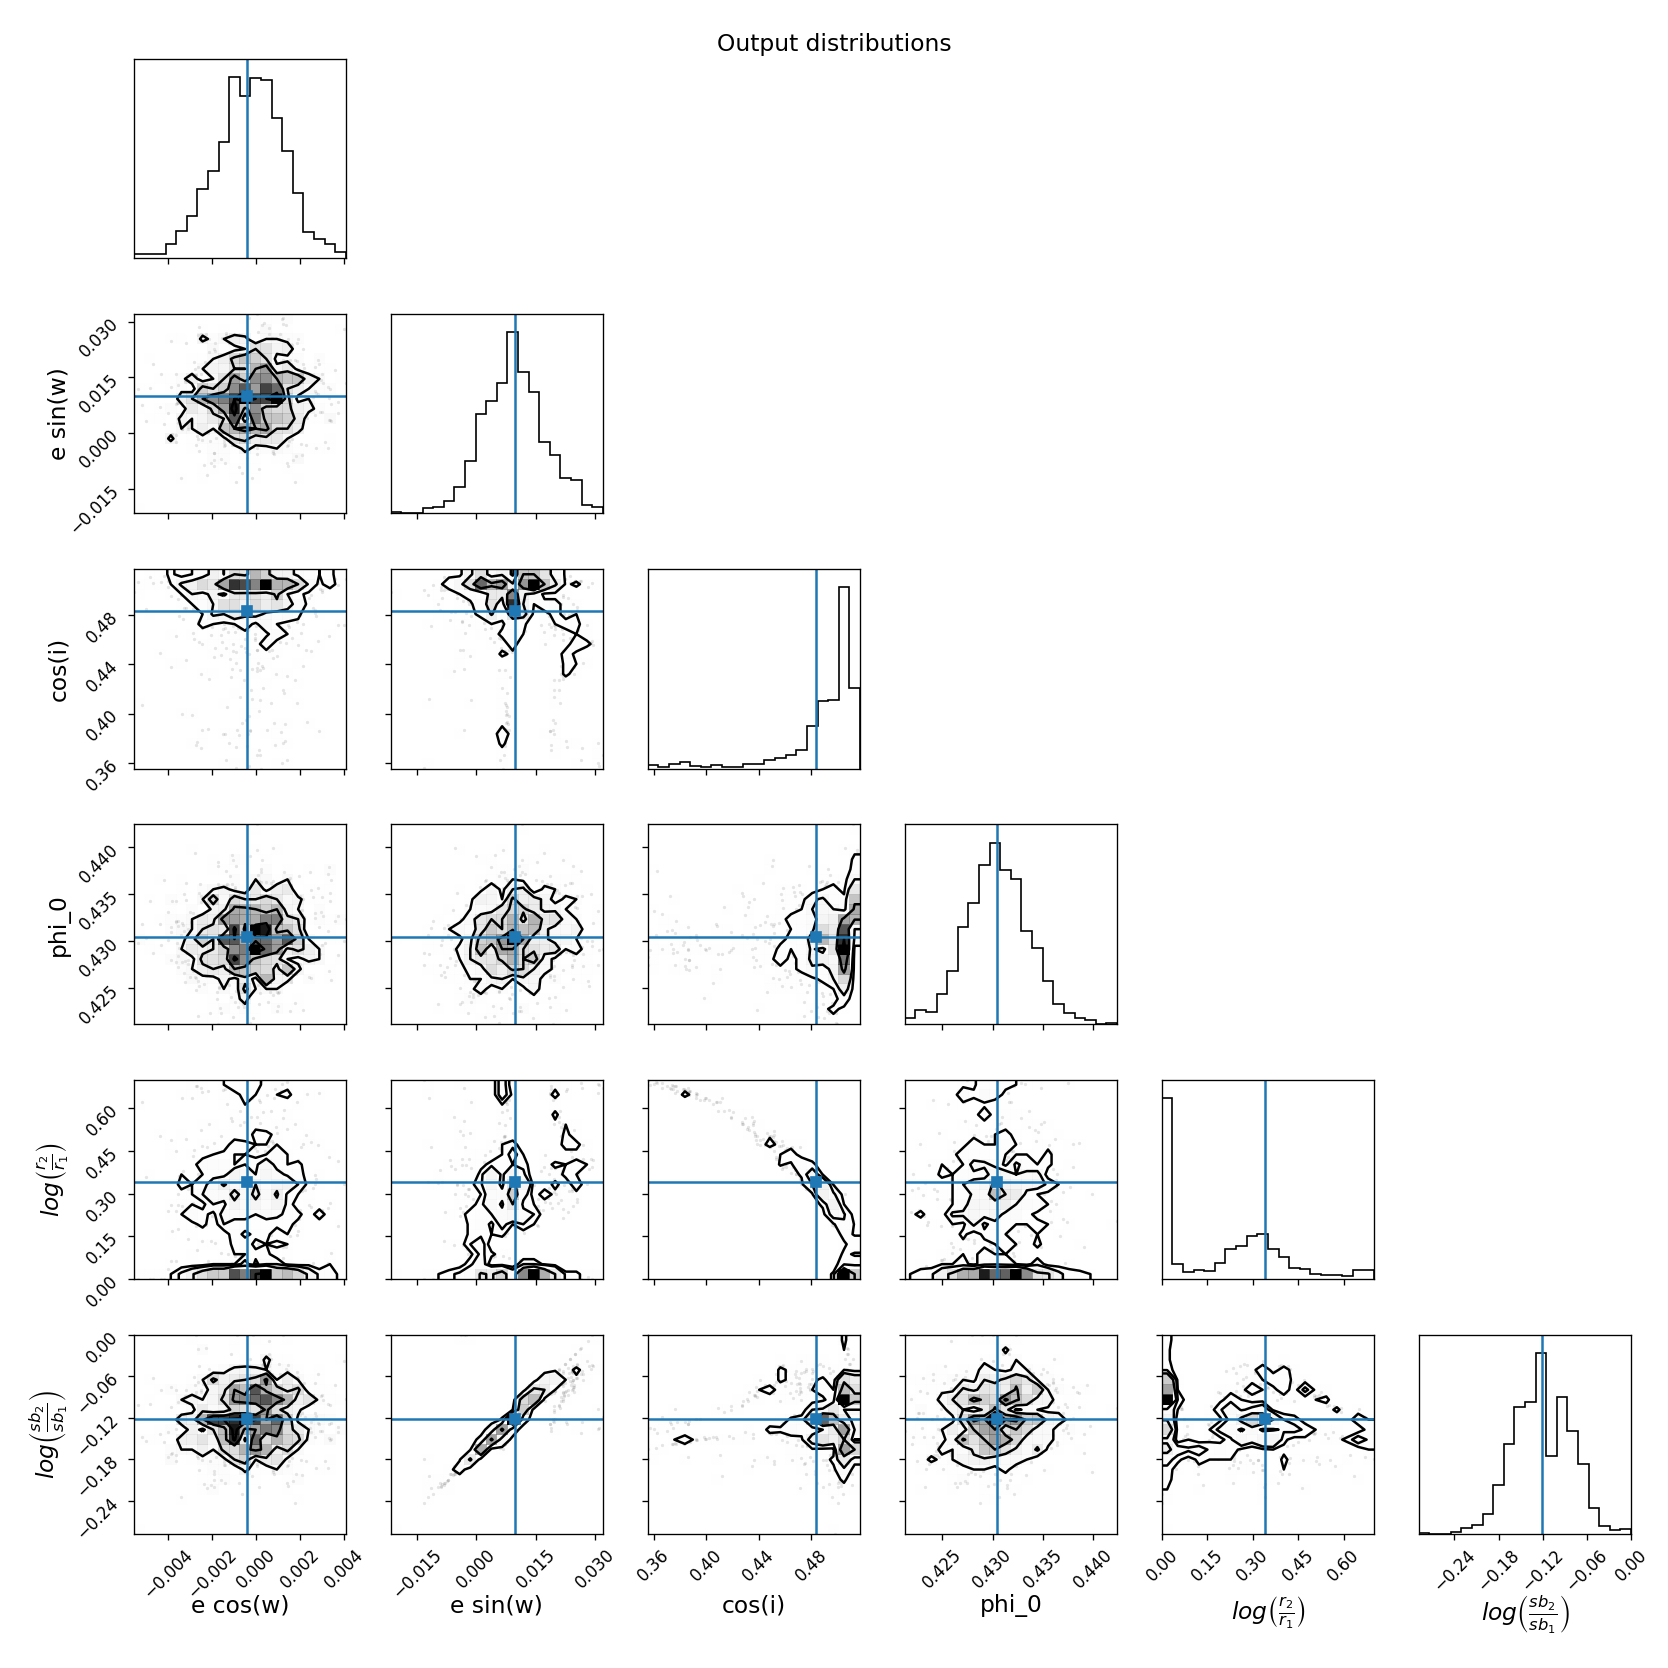 Output distributions
e sin(w)
0.030
0.015
0.000
−0.015
cos(i)
0.48
0.44
0.40
0.36
phi_0
0.440
0.435
0.430
0.425
log(r₂/r₁)
0.60
0.45
0.30
0.15
0.00
log(sb₂/sb₁)
0.00
−0.06
−0.12
−0.18
−0.24
−0.004 −0.002 0.000 0.002 0.004
−0.015 0.000 0.015 0.030
0.36 0.40 0.44 0.48
0.425 0.430 0.435 0.440
0.00 0.15 0.30 0.45 0.60
−0.24 −0.18 −0.12 −0.06 0.00
e cos(w)
e sin(w)
cos(i)
phi_0
log(r₂/r₁)
log(sb₂/sb₁)